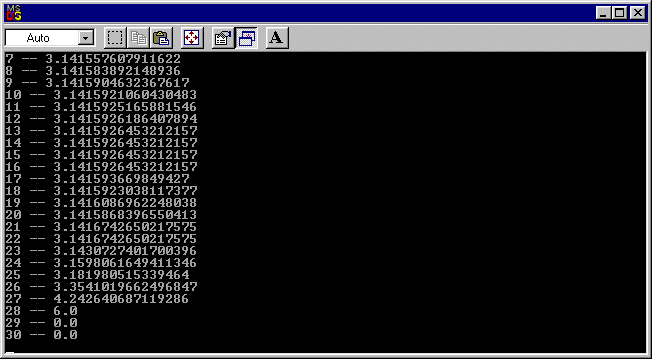 MS
DOS
Auto
A
7 -- 3.141557607911622
8 -- 3.141583892148936
9 -- 3.1415904632367617
10 -- 3.1415921060430483
11 -- 3.1415925165881546
12 -- 3.1415926186407894
13 -- 3.1415926453212157
14 -- 3.1415926453212157
15 -- 3.1415926453212157
16 -- 3.1415926453212157
17 -- 3.141593669849427
18 -- 3.1415923038117377
19 -- 3.1416086962248038
20 -- 3.1415868396550413
21 -- 3.1416742650217575
22 -- 3.1416742650217575
23 -- 3.1430727401700396
24 -- 3.1598061649411346
25 -- 3.181980515339464
26 -- 3.3541019662496847
27 -- 4.242640687119286
28 -- 6.0
29 -- 0.0
30 -- 0.0